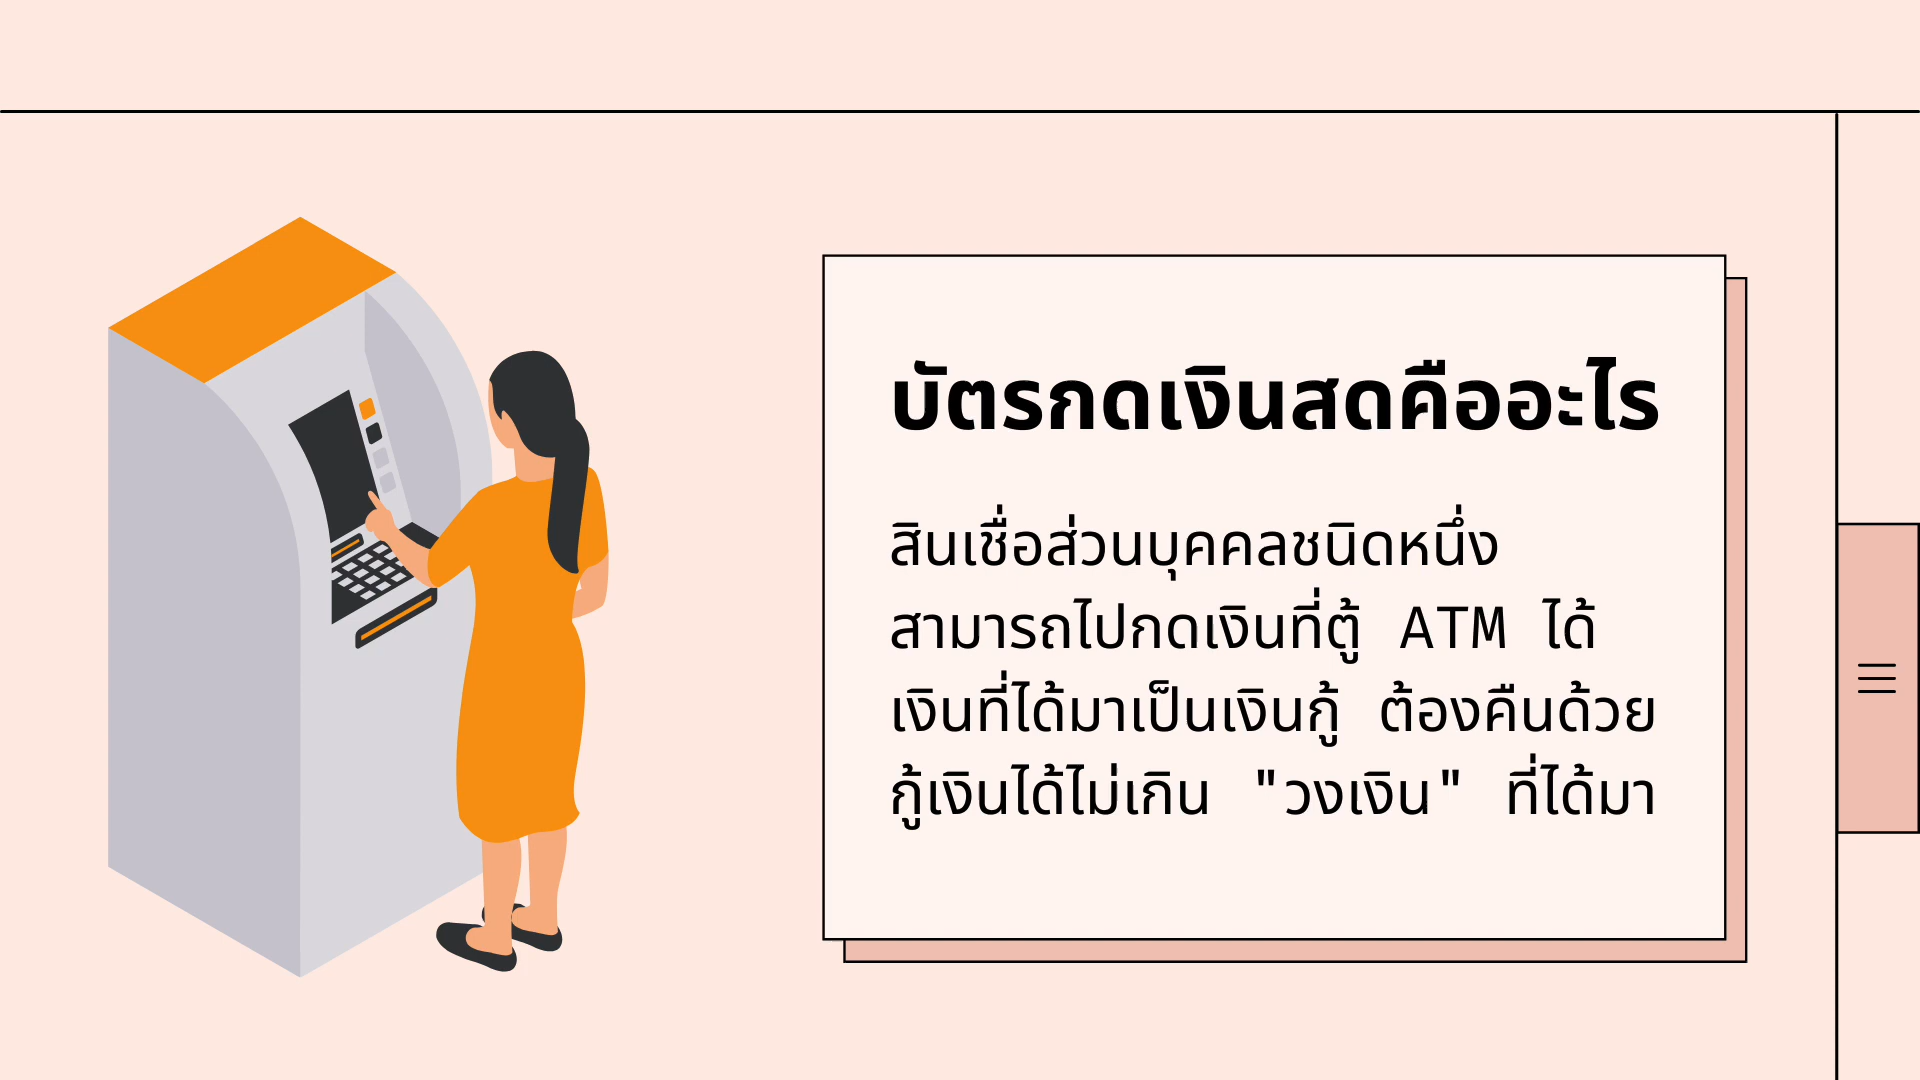 บัตรกดเงินสดคืออะไร
สินเชื่อส่วนบุคคลชนิดหนึ่ง
สามารถไปกดเงินที่ตู้ ATM ได้
เงินที่ได้มาเป็นเงินกู้ ต้องคืนด้วย
กู้เงินได้ไม่เกิน "วงเงิน" ที่ได้มา